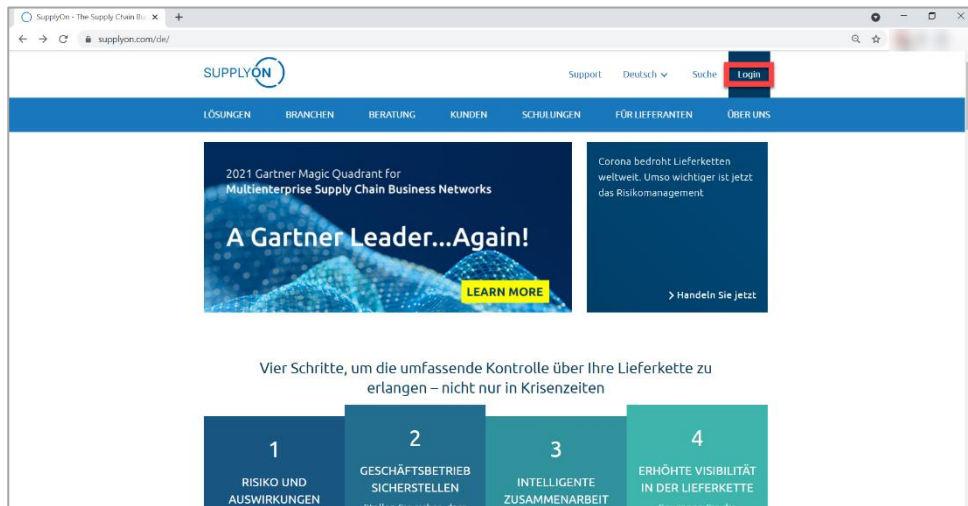 SupplyOn - The Supply Chain Bu
supplyon.com/de/
SUPPLYON
Support Deutsch Suche Login
LÖSUNGEN BRANCHEN BERATUNG KUNDEN SCHULUNGEN FÜR LIEFERANTEN ÜBER UNS
2021 Gartner Magic Quadrant for
Multienterprise Supply Chain Business Networks
A Gartner Leader...Again!
LEARN MORE
Corona bedroht Lieferketten
weltweit. Umso wichtiger ist jetzt
das Risikomanagement
Handeln Sie jetzt
Vier Schritte, um die umfassende Kontrolle über Ihre Lieferkette zu
erlangen – nicht nur in Krisenzeiten
1
RISIKO UND
AUSWIRKUNGEN
2
GESCHÄFTSBETRIEB
SICHERSTELLEN
3
INTELLIGENTE
ZUSAMMENARBEIT
4
ERHÖHTE VISIBILITÄT
IN DER LIEFERKETTE